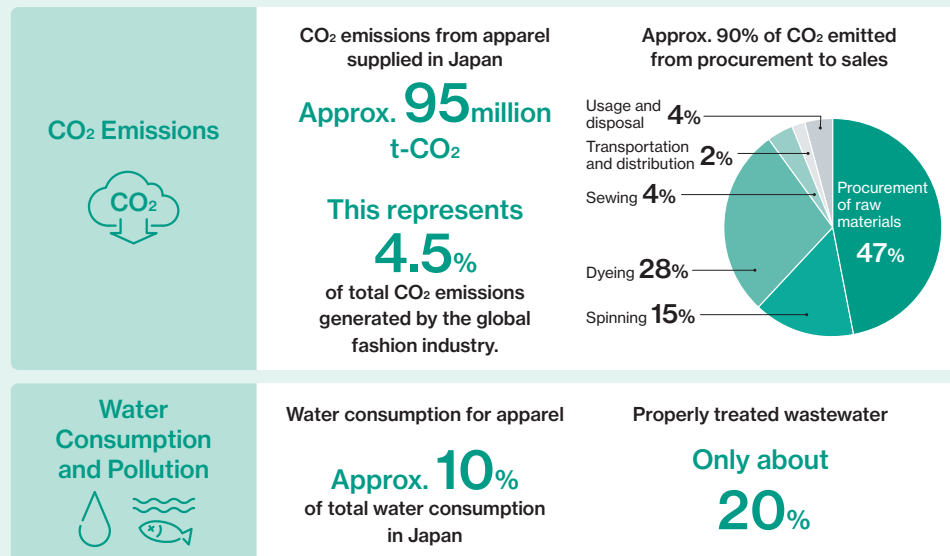 CO₂ Emissions
CO₂
CO₂ emissions from apparel
supplied in Japan
Approx. 95 million
t-CO₂
This represents
4.5%
of total CO₂ emissions
generated by the global
fashion industry.
Approx. 90% of CO₂ emitted
from procurement to sales
Usage and
disposal 4%
Transportation
and distribution 2%
Sewing 4%
Dyeing 28%
Spinning 15%
Procurement
of raw
materials
47%
Water
Consumption
and Pollution
Water consumption for apparel
Approx. 10%
of total water consumption
in Japan
Properly treated wastewater
Only about
20%